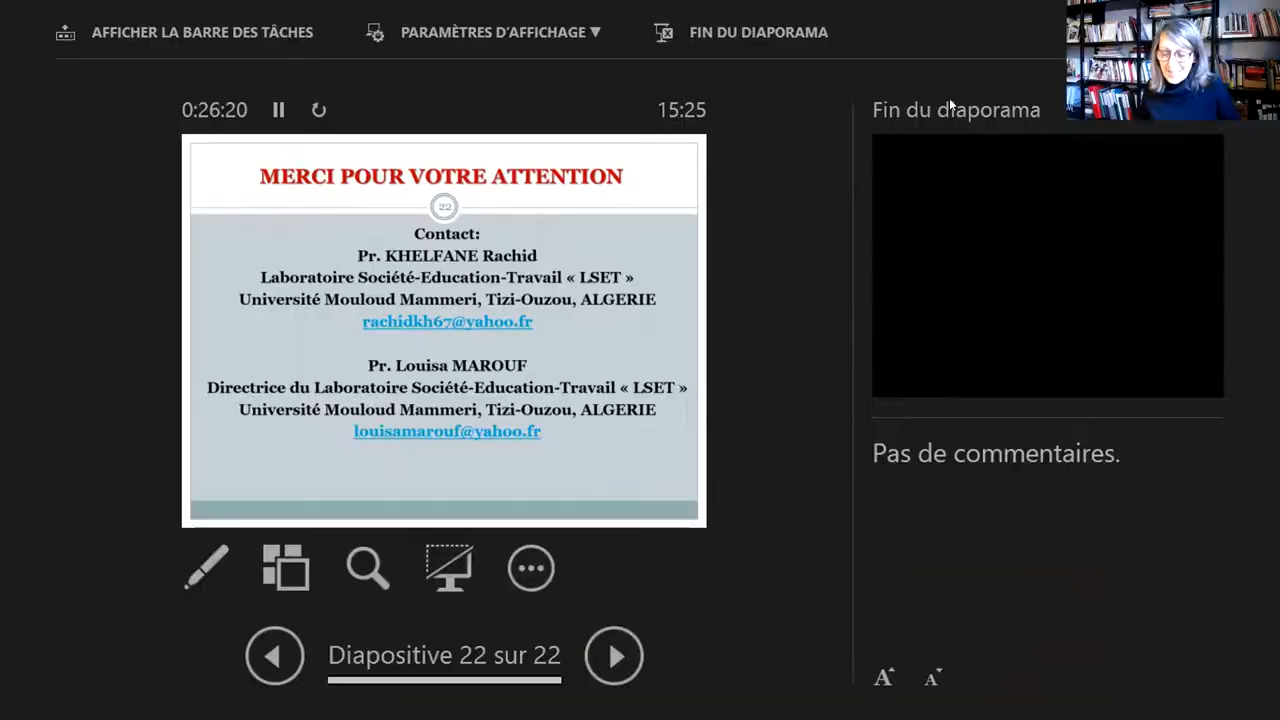 AFFICHER LA BARRE DES TÂCHES
PARAMÈTRES D'AFFICHAGE ▼
FIN DU DIAPORAMA
0:26:20
15:25
MERCI POUR VOTRE ATTENTION
22
Contact:
Pr. KHELFANE Rachid
Laboratoire Société-Education-Travail « LSET »
Université Mouloud Mammeri, Tizi-Ouzou, ALGERIE
rachidkh67@yahoo.fr
Pr. Louisa MAROUF
Directrice du Laboratoire Société-Education-Travail « LSET »
Université Mouloud Mammeri, Tizi-Ouzou, ALGERIE
louisamarouf@yahoo.fr
Diapositive 22 sur 22
Fin du diaporama
Pas de commentaires.
A A